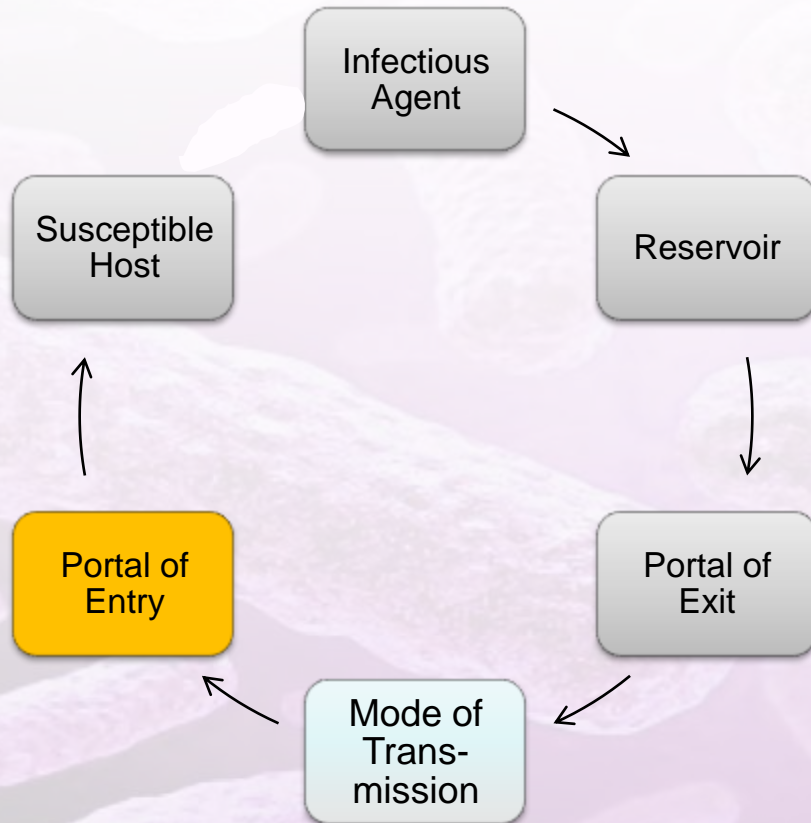 Infectious
Agent
Reservoir
Portal of
Exit
Mode of
Trans-
mission
Portal of
Entry
Susceptible
Host